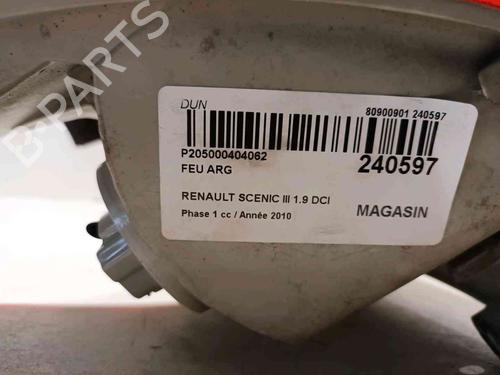 B-PARTS
DUN
80900901 240597
P205000404062
240597
FEU ARG
RENAULT SCENIC III 1.9 DCI
Phase 1 cc / Année 2010
MAGASIN